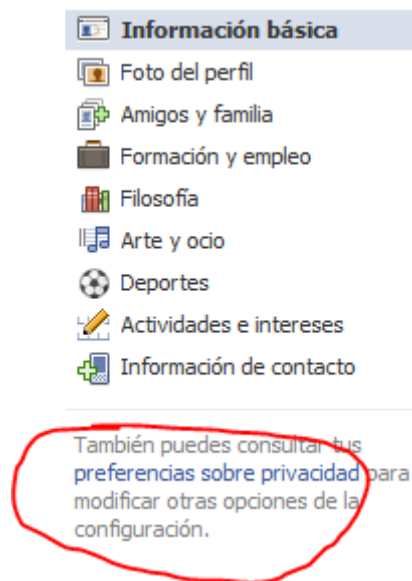 Información básica
Foto del perfil
Amigos y familia
Formación y empleo
Filosofía
Arte y ocio
Deportes
Actividades e intereses
Información de contacto
También puedes consultar tus
preferencias sobre privacidad para
modificar otras opciones de la
configuración.